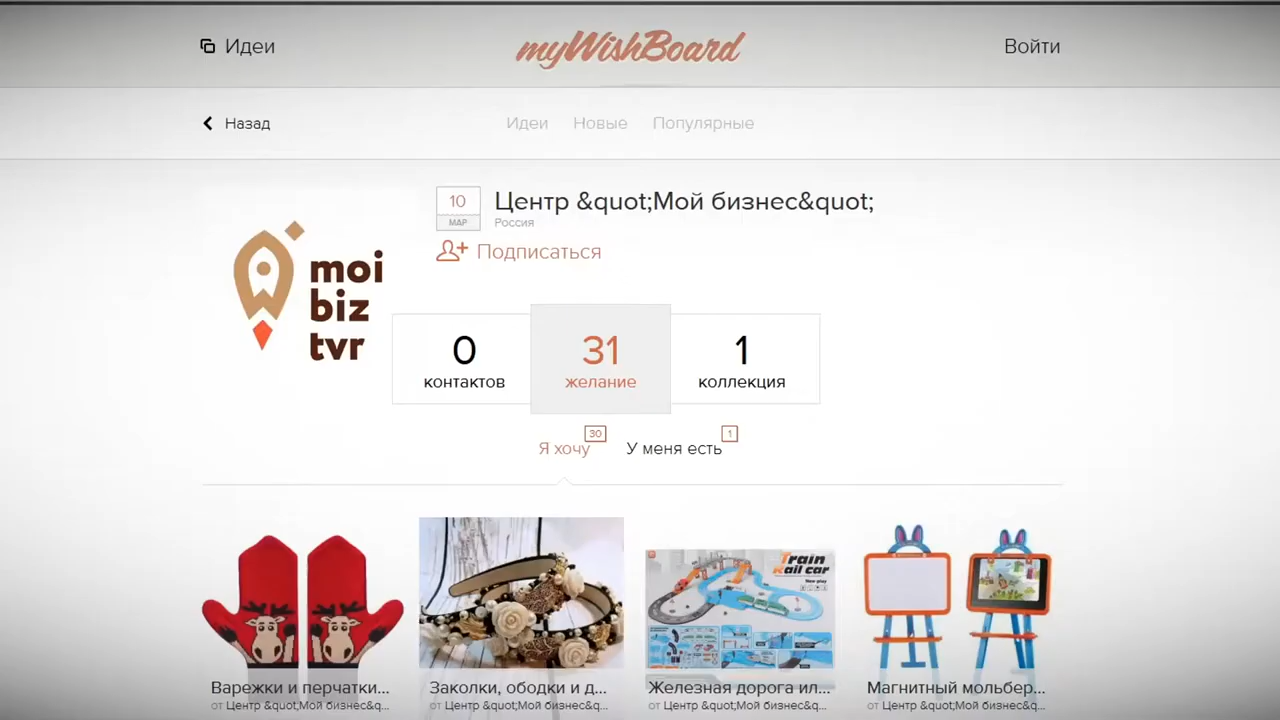 Идеи
myWishBoard
Войти
Назад
Идеи Новые Популярные
10
МАР
Центр &quot;Мой бизнес&quot;
Россия
Подписаться
moi
biz
tvr
0
контактов
31
желание
1
коллекция
Я хочу 30
У меня есть 1
Train
Rail car
New play
Варежки и перчатки...
от Центр &quot;Мой бизнес&q...
Заколки, ободки и д...
от Центр &quot;Мой бизнес&q...
Железная дорога ил...
от Центр &quot;Мой бизнес&q...
Магнитный мольбер...
от Центр &quot;Мой бизнес&q...